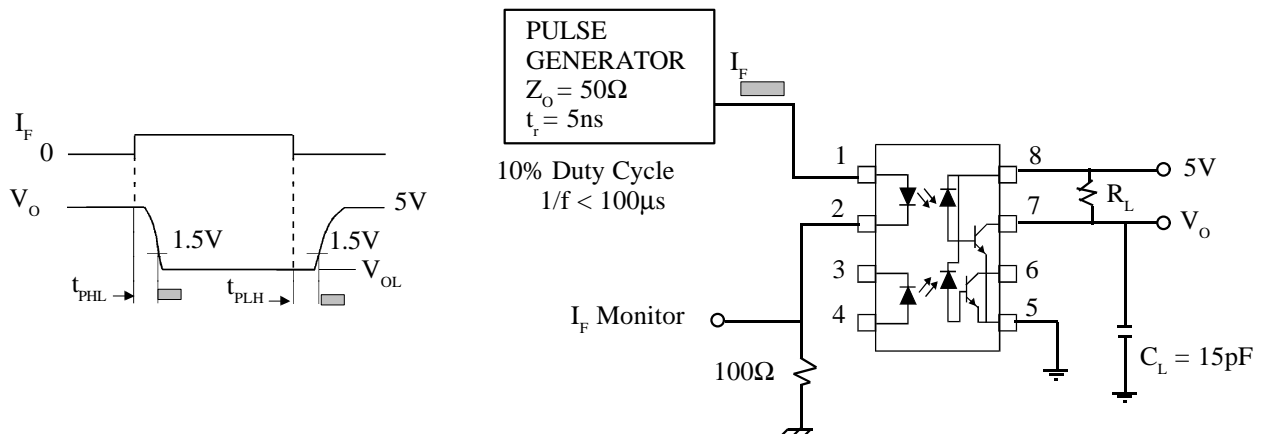 I_F
0
V_O
5V
1.5V
1.5V
V_OL
t_PHL
t_PLH
PULSE
GENERATOR
Z_O = 50Ω
t_r = 5ns
I_F
10% Duty Cycle
1/f < 100μs
1
2
3
4
8
7
6
5
5V
R_L
V_O
I_F Monitor
100Ω
C_L = 15pF